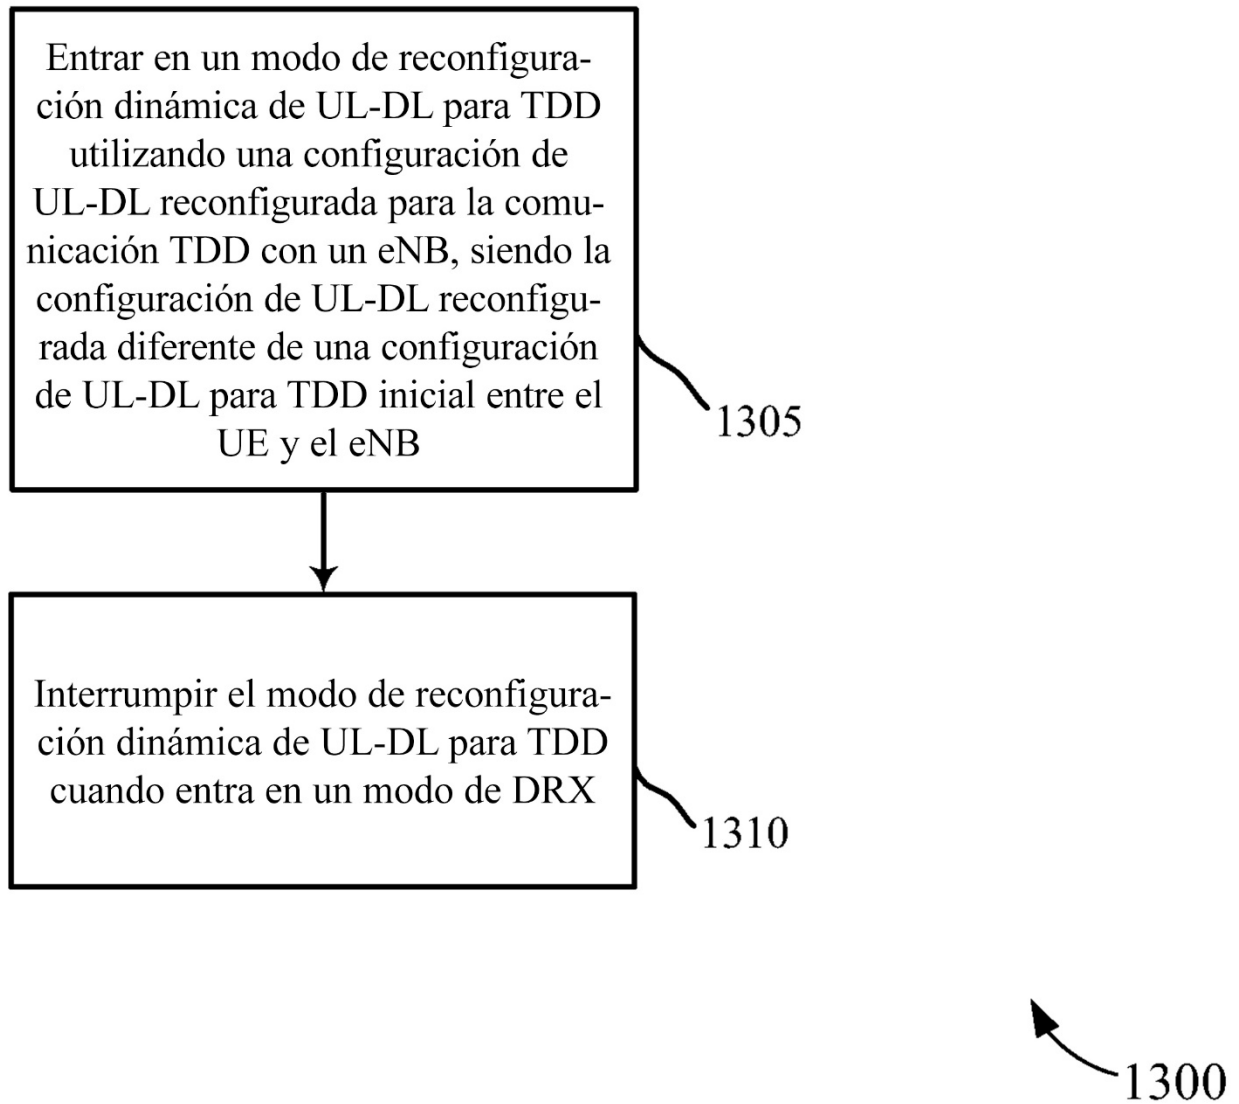 Entrar en un modo de reconfigura-
ción dinámica de UL-DL para TDD
utilizando una configuración de
UL-DL reconfigurada para la comu-
nicación TDD con un eNB, siendo la
configuración de UL-DL reconfigu-
rada diferente de una configuración
de UL-DL para TDD inicial entre el
UE y el eNB
1305
Interrumpir el modo de reconfigura-
ción dinámica de UL-DL para TDD
cuando entra en un modo de DRX
1310
1300